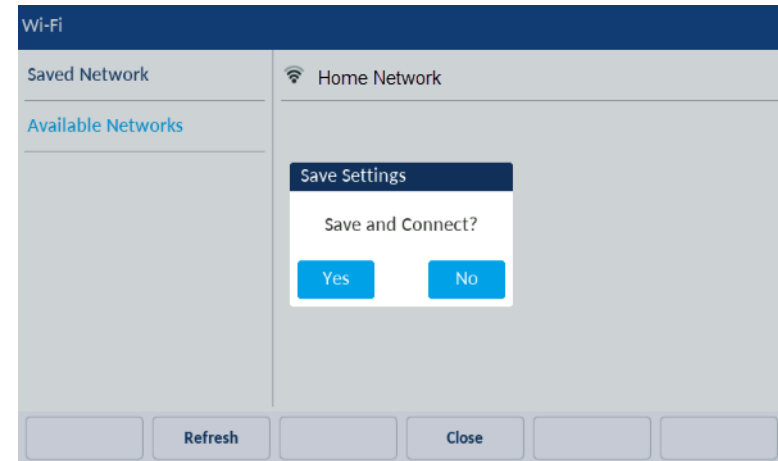 Wi-Fi
Saved Network
Home Network
Available Networks
Save Settings
Save and Connect?
Yes No
Refresh Close